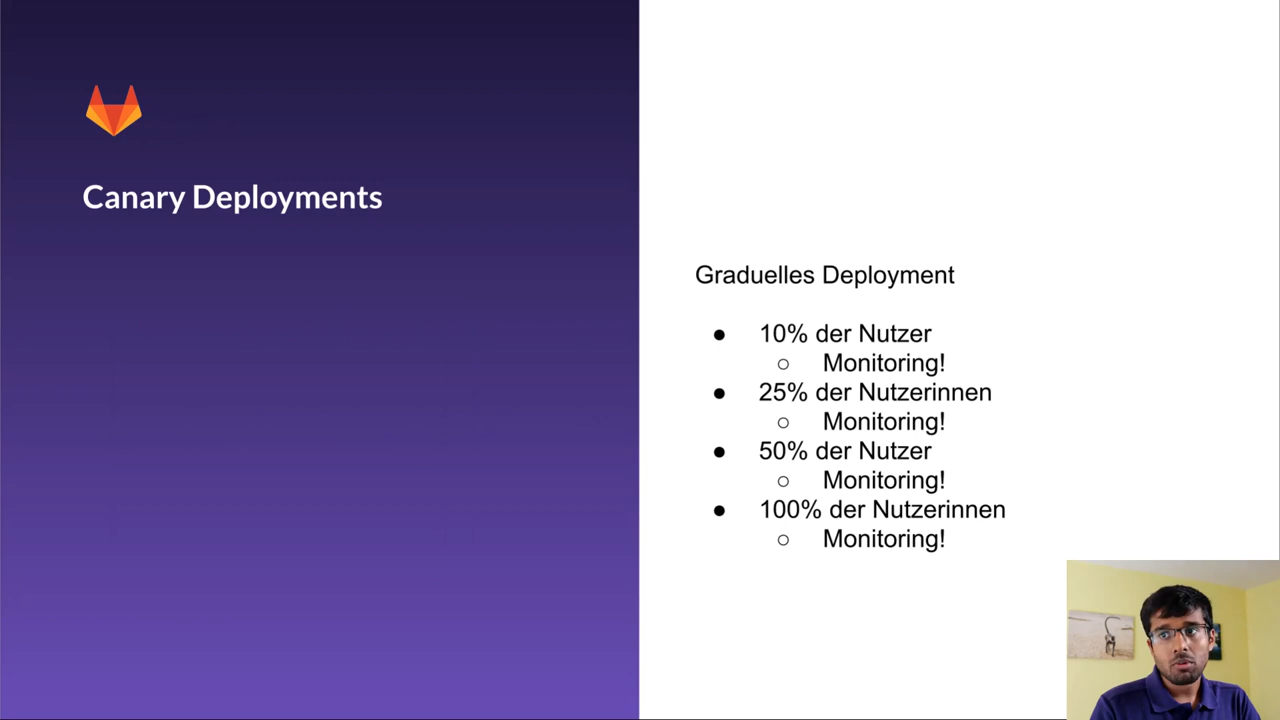 Canary Deployments
Graduelles Deployment
● 10% der Nutzer
○ Monitoring!
● 25% der Nutzerinnen
○ Monitoring!
● 50% der Nutzer
○ Monitoring!
● 100% der Nutzerinnen
○ Monitoring!